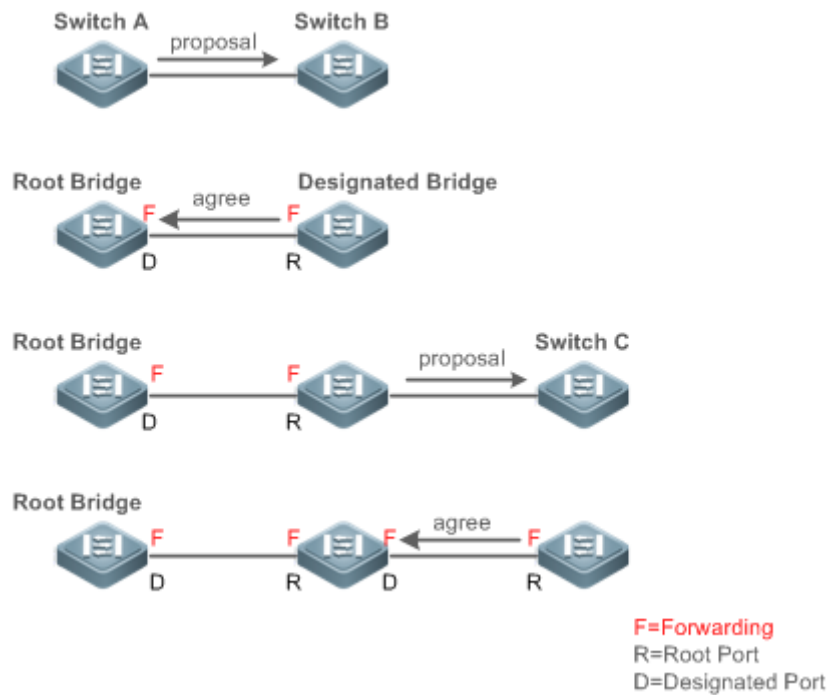 Switch A
Switch B
proposal
Root Bridge
Designated Bridge
F
agree
F
D
R
Root Bridge
Switch C
F
F
proposal
D
R
Root Bridge
F
F
F
agree
F
D
R
D
R
F=Forwarding
R=Root Port
D=Designated Port